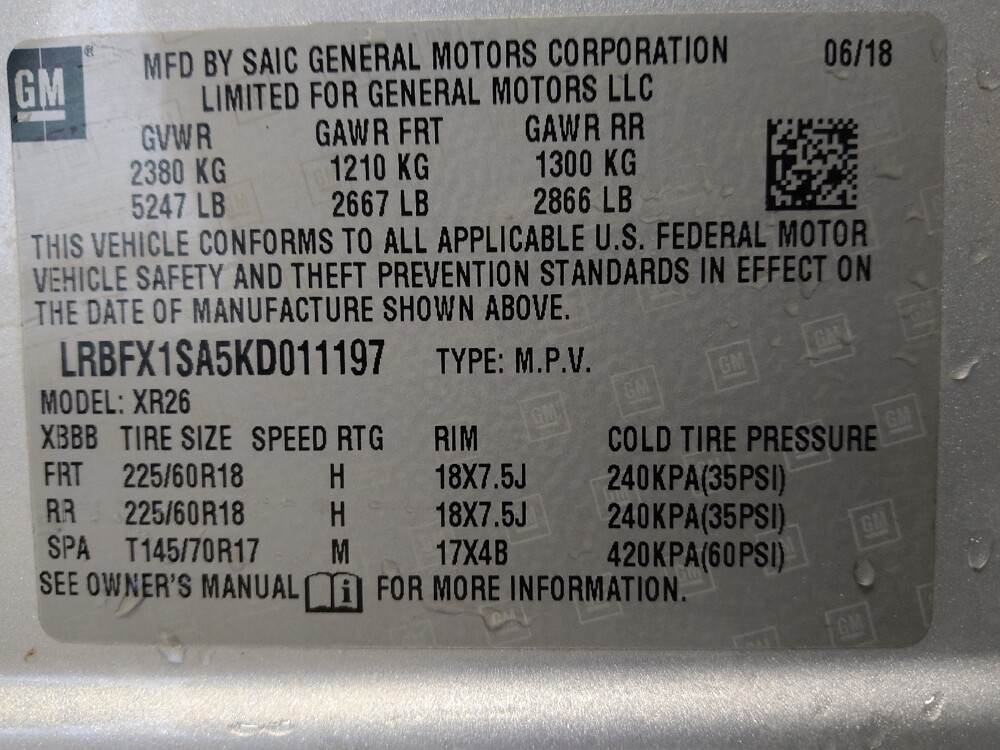 GM®
MFD BY SAIC GENERAL MOTORS CORPORATION 06/18
LIMITED FOR GENERAL MOTORS LLC
GVWR GAWR FRT GAWR RR
2380 KG 1210 KG 1300 KG
5247 LB 2667 LB 2866 LB
THIS VEHICLE CONFORMS TO ALL APPLICABLE U.S. FEDERAL MOTOR
VEHICLE SAFETY AND THEFT PREVENTION STANDARDS IN EFFECT ON
THE DATE OF MANUFACTURE SHOWN ABOVE.
LRBFX1SA5KD011197 TYPE: M.P.V.
MODEL: XR26
XBBB TIRE SIZE SPEED RTG RIM COLD TIRE PRESSURE
FRT 225/60R18 H 18X7.5J 240KPA(35PSI)
RR 225/60R18 H 18X7.5J 240KPA(35PSI)
SPA T145/70R17 M 17X4B 420KPA(60PSI)
SEE OWNER'S MANUAL i FOR MORE INFORMATION.